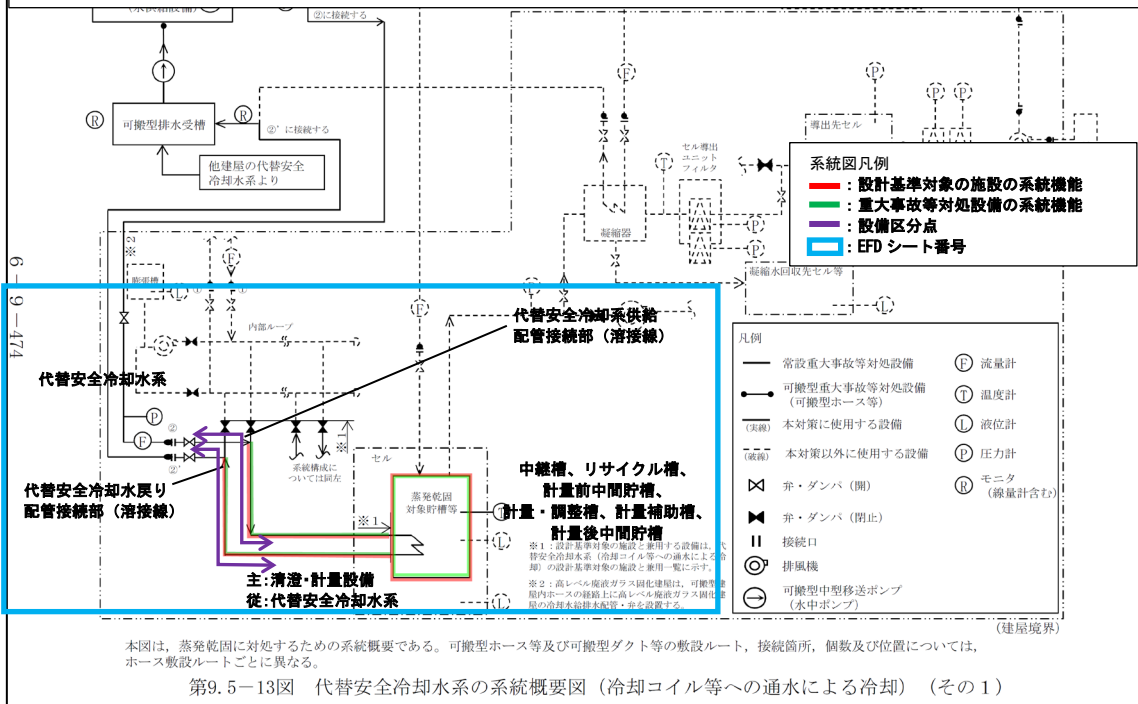 ②に接続する
可搬型排水受槽
②’に接続する
他建屋の代替安全
冷却水系より
R
R
F
P
P
P
導出先セル
セル導出
ユニット
フィルタ
T
凝縮器
P
P
凝縮水回収先セル等
L
系統図凡例
：設計基準対象の施設の系統機能
：重大事故等対処設備の系統機能
：設備区分点
：EFD シート番号
6－9－474
※2
膨張槽
L
F
①
①
内部ループ
F
代替安全冷却系供給
配管接続部（溶接線）
代替安全冷却水系
P
F
②
②’
※1
系統構成に
ついては同左
代替安全冷却水戻り
配管接続部（溶接線）
セル
蒸発乾固
対象貯槽等
※1
中継槽、リサイクル槽、
計量前中間貯槽、
計量・調整槽、計量補助槽、
計量後中間貯槽
T
L
L
主：清澄・計量設備
従：代替安全冷却水系
※1：設計基準対象の施設と兼用する設備は、代
替安全冷却水系（冷却コイル等への通水による冷
却）の設計基準対象の施設と兼用一覧に示す。
※2：高レベル廃液ガラス固化建屋は，可搬型建
屋内ホースの経路上に高レベル廃液ガラス固化建
屋の冷却水給排水配管・弁を設置する。
凡例
常設重大事故等対処設備
可搬型重大事故等対処設備
（可搬型ホース等）
（実線）
本対策に使用する設備
（破線）
本対策以外に使用する設備
弁・ダンパ（開）
弁・ダンパ（閉止）
接続口
排風機
可搬型中型移送ポンプ
（水中ポンプ）
F 流量計
T 温度計
L 液位計
P 圧力計
R モニタ
（線量計含む）
（建屋境界）
本図は，蒸発乾固に対処するための系統概要である。可搬型ホース等及び可搬型ダクト等の敷設ルート，接続箇所，個数及び位置については，
ホース敷設ルートごとに異なる。
第9.5－13図　代替安全冷却水系の系統概要図（冷却コイル等への通水による冷却）（その１）